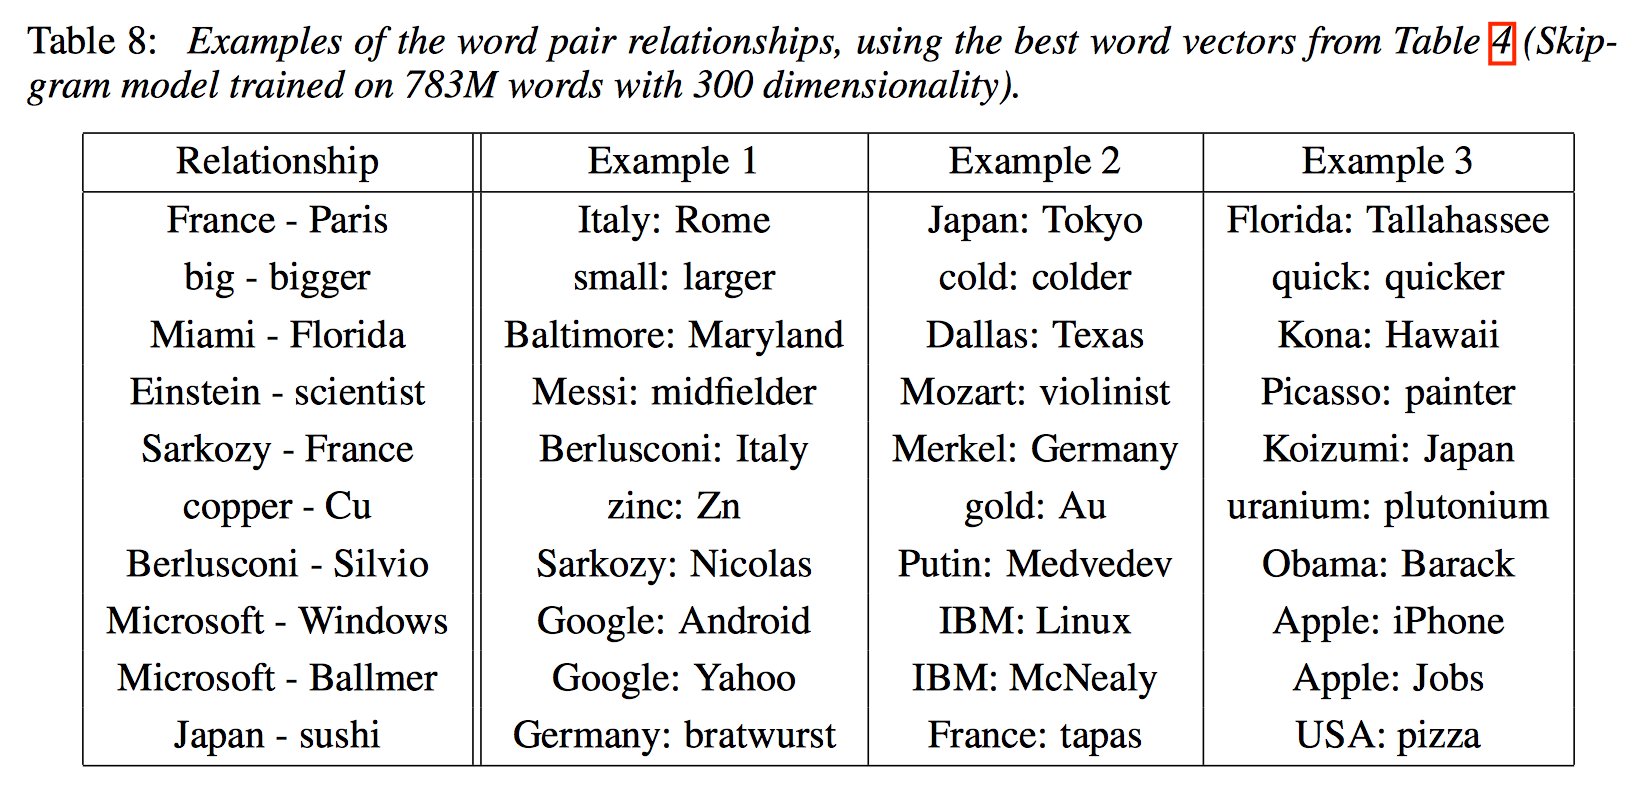 Table 8: Examples of the word pair relationships, using the best word vectors from Table 4 (Skip-
gram model trained on 783M words with 300 dimensionality).
Relationship Example 1 Example 2 Example 3
France - Paris Italy: Rome Japan: Tokyo Florida: Tallahassee
big - bigger small: larger cold: colder quick: quicker
Miami - Florida Baltimore: Maryland Dallas: Texas Kona: Hawaii
Einstein - scientist Messi: midfielder Mozart: violinist Picasso: painter
Sarkozy - France Berlusconi: Italy Merkel: Germany Koizumi: Japan
copper - Cu zinc: Zn gold: Au uranium: plutonium
Berlusconi - Silvio Sarkozy: Nicolas Putin: Medvedev Obama: Barack
Microsoft - Windows Google: Android IBM: Linux Apple: iPhone
Microsoft - Ballmer Google: Yahoo IBM: McNealy Apple: Jobs
Japan - sushi Germany: bratwurst France: tapas USA: pizza